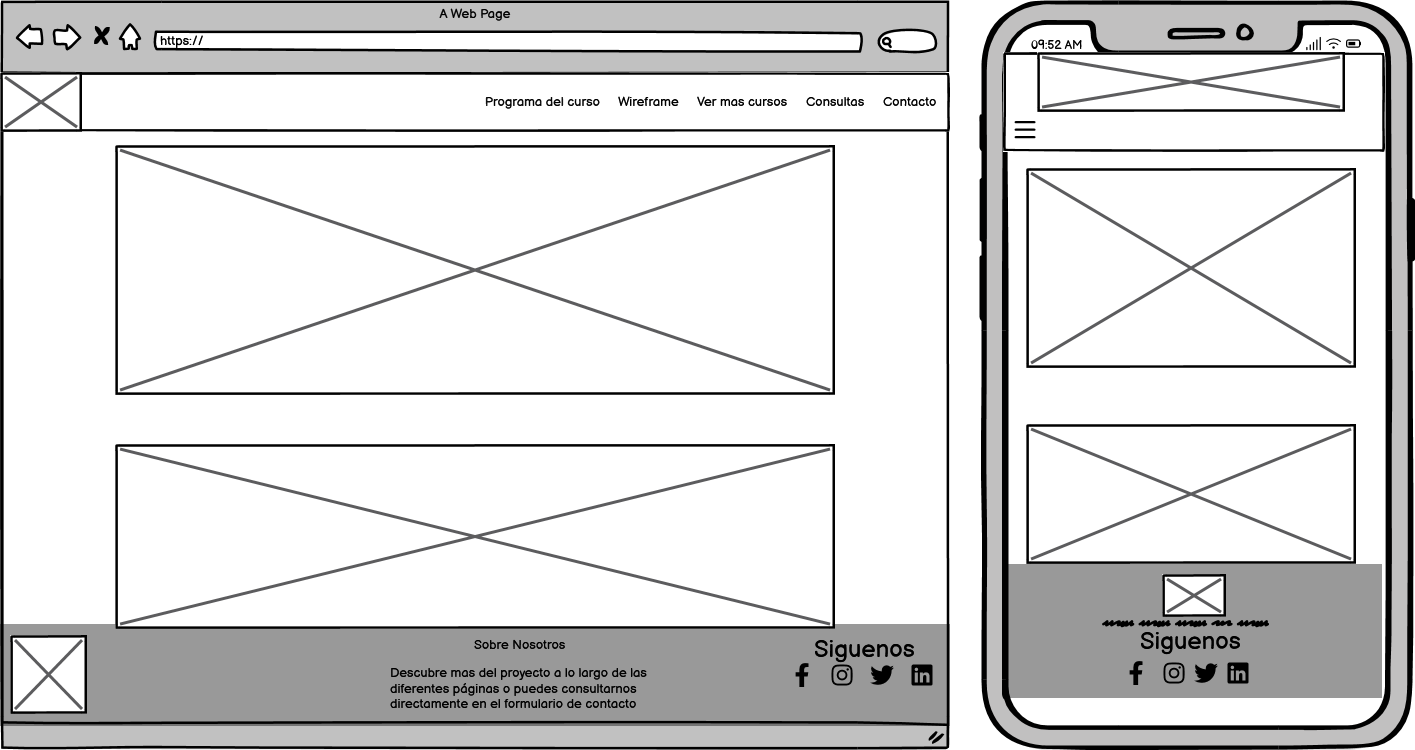 A Web Page
https://
Programa del curso Wireframe Ver mas cursos Consultas Contacto
Sobre Nosotros
Descubre mas del proyecto a lo largo de las
diferentes páginas o puedes consultarnos
directamente en el formulario de contacto
Siguenos
09:52 AM
Siguenos